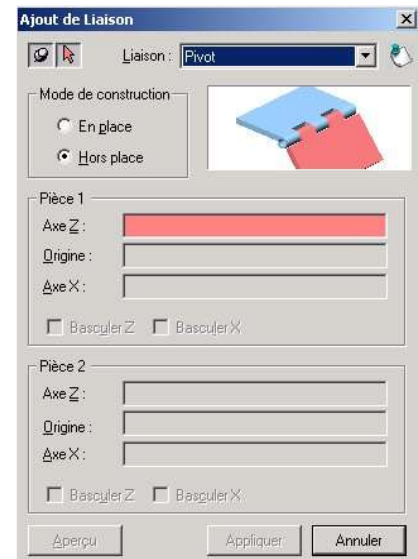 Ajout de Liaison
Liaison : Pivot
Mode de construction
En place
Hors place
Pièce 1
Axe Z :
Origine :
Axe X :
Basculer Z Basculer X
Pièce 2
Axe Z :
Origine :
Axe X :
Basculer Z Basculer X
Aperçu Appliquer Annuler